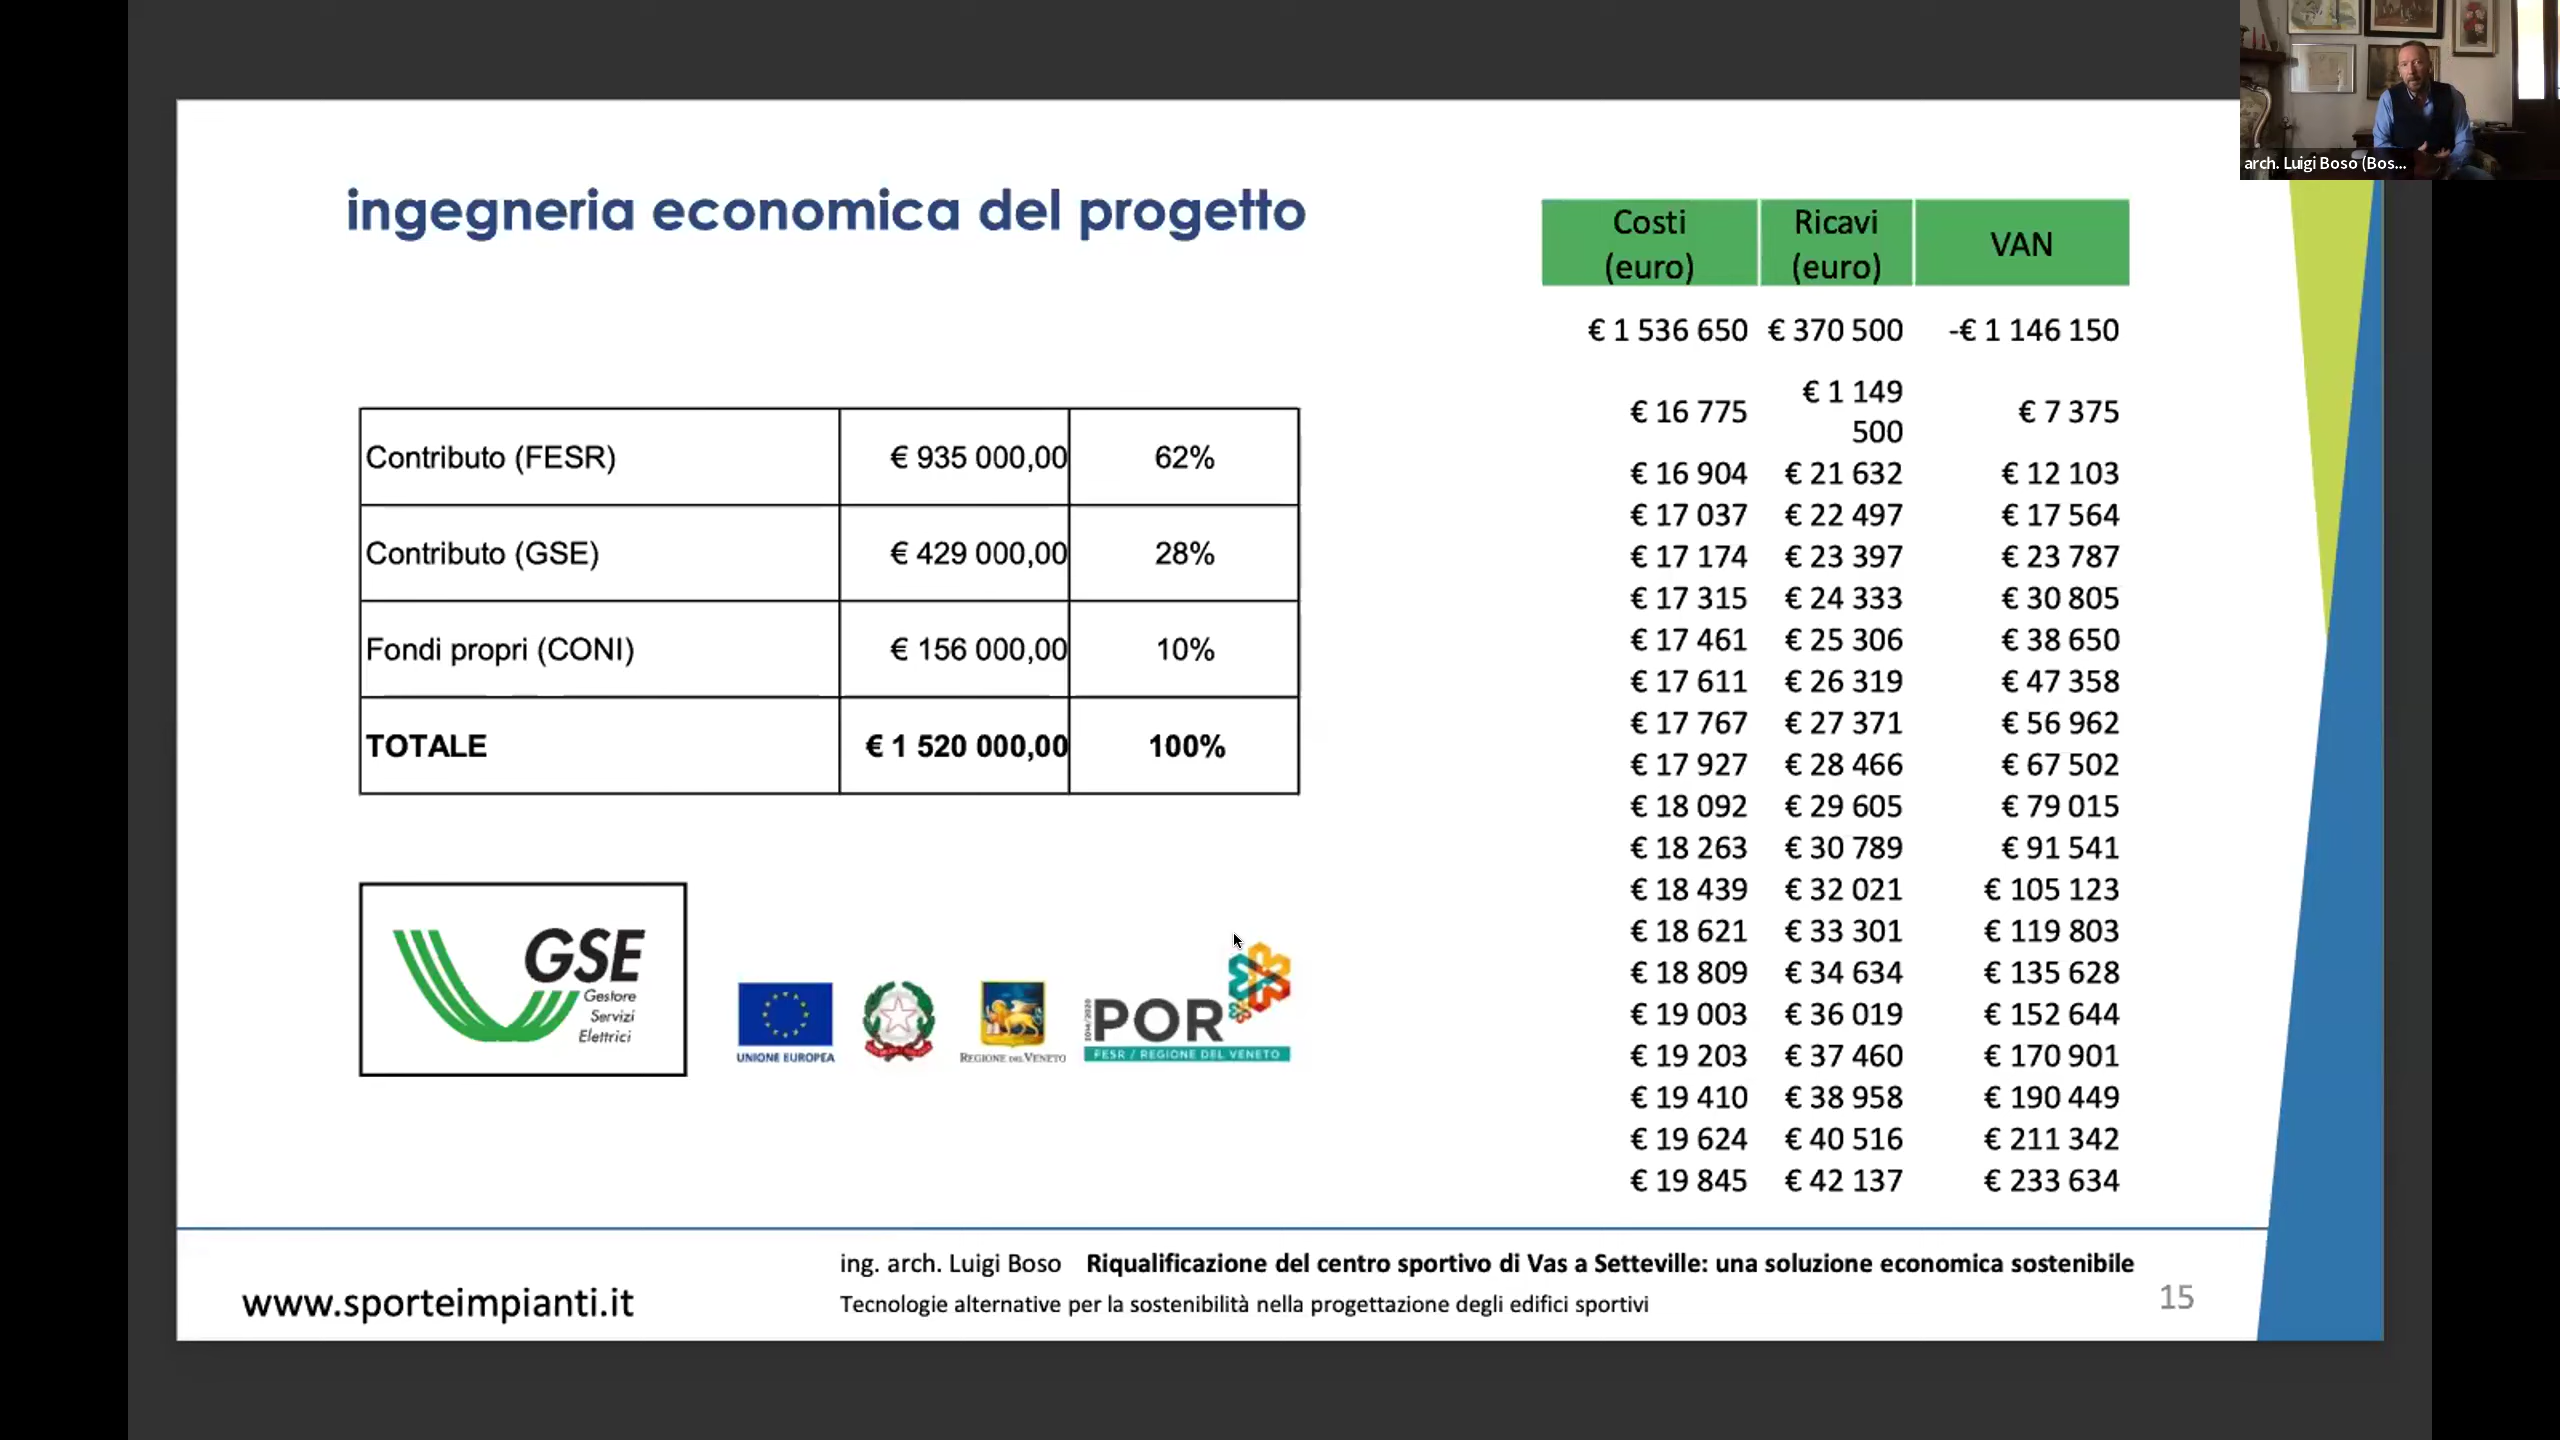 arch. Luigi Boso (Bos...
ingegneria economica del progetto
Contributo (FESR) € 935 000,00 62%
Contributo (GSE) € 429 000,00 28%
Fondi propri (CONI) € 156 000,00 10%
TOTALE € 1 520 000,00 100%
GSE
Gestore
Servizi
Elettrici
UNIONE EUROPEA
REGIONE DEL VENETO
2014/2020
POR
FESR / REGIONE DEL VENETO
Costi (euro) Ricavi (euro) VAN
€ 1 536 650 € 370 500 -€ 1 146 150
€ 16 775 € 1 149 500 € 7 375
€ 16 904 € 21 632 € 12 103
€ 17 037 € 22 497 € 17 564
€ 17 174 € 23 397 € 23 787
€ 17 315 € 24 333 € 30 805
€ 17 461 € 25 306 € 38 650
€ 17 611 € 26 319 € 47 358
€ 17 767 € 27 371 € 56 962
€ 17 927 € 28 466 € 67 502
€ 18 092 € 29 605 € 79 015
€ 18 263 € 30 789 € 91 541
€ 18 439 € 32 021 € 105 123
€ 18 621 € 33 301 € 119 803
€ 18 809 € 34 634 € 135 628
€ 19 003 € 36 019 € 152 644
€ 19 203 € 37 460 € 170 901
€ 19 410 € 38 958 € 190 449
€ 19 624 € 40 516 € 211 342
€ 19 845 € 42 137 € 233 634
www.sporteimpianti.it
ing. arch. Luigi Boso Riqualificazione del centro sportivo di Vas a Setteville: una soluzione economica sostenibile
Tecnologie alternative per la sostenibilità nella progettazione degli edifici sportivi
15